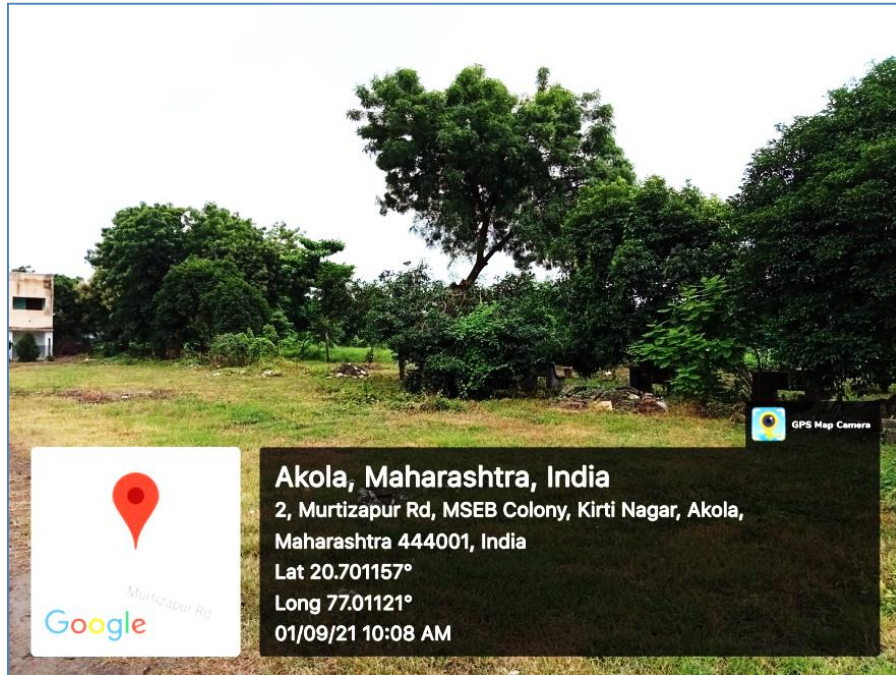 GPS Map Camera
Akola, Maharashtra, India
2, Murtizapur Rd, MSEB Colony, Kirti Nagar, Akola,
Maharashtra 444001, India
Lat 20.701157°
Long 77.01121°
01/09/21 10:08 AM
Murtizapur Rd
Google